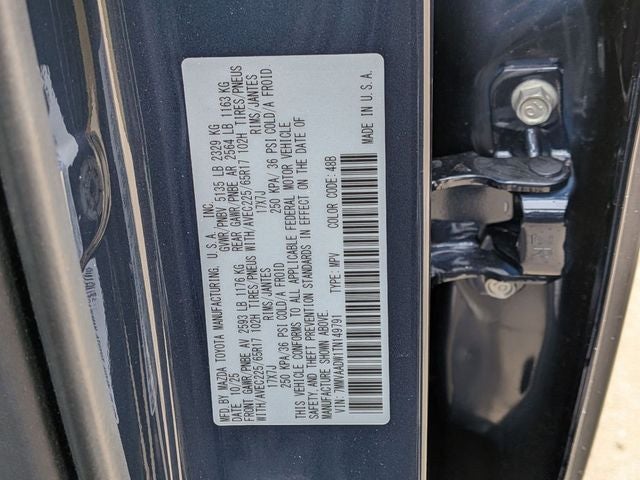 MFD BY MAZDA TOYOTA MANUFACTURING, U.S.A., INC.
DATE 10/25 GVWR/PNBV 5135 LB 2329 KG
FRONT GAWR/PNBE AV 2593 LB 1176 KG REAR GAWR/PNBE AR 2564 LB 1163 KG
WITH/AVEC225/65R17 102H TIRES/PNEUS WITH/AVEC225/65R17 102H TIRES/PNEUS
17X7J RIMS/JANTES 17X7J RIMS/JANTES
250 KPA/36 PSI COLD/A FROID 250 KPA/ 36 PSI COLD/A FROID
THIS VEHICLE CONFORMS TO ALL APPLICABLE FEDERAL MOTOR VEHICLE
SAFETY, AND THEFT PREVENTION STANDARDS IN EFFECT ON THE DATE OF
MANUFACTURE SHOWN ABOVE.
VIN: TYPE: MPV COLOR CODE: 48B MADE IN U.S.A.